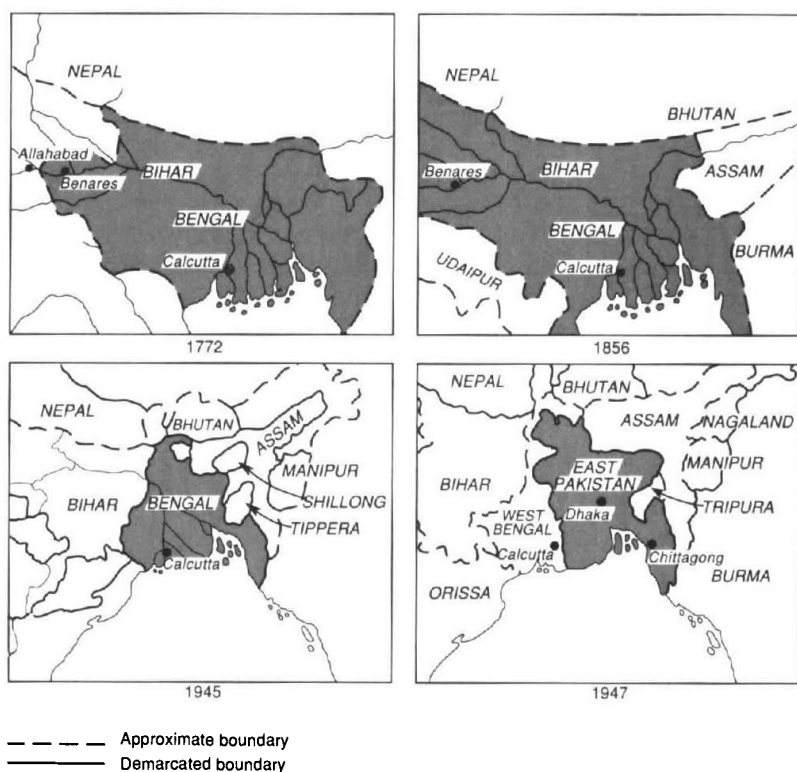 NEPAL
Allahabad
Benares
BIHAR
BENGAL
Calcutta
1772
NEPAL
BHUTAN
ASSAM
BIHAR
Benares
BENGAL
BURMA
Calcutta
UDAIPUR
1856
NEPAL
BHUTAN
ASSAM
MANIPUR
SHILLONG
BIHAR
BENGAL
TIPPERA
Calcutta
1945
NEPAL
BHUTAN
ASSAM
NAGALAND
MANIPUR
BIHAR
EAST
PAKISTAN
TRIPURA
Dhaka
WEST
BENGAL
Calcutta
Chittagong
BURMA
ORISSA
1947
Approximate boundary
Demarcated boundary